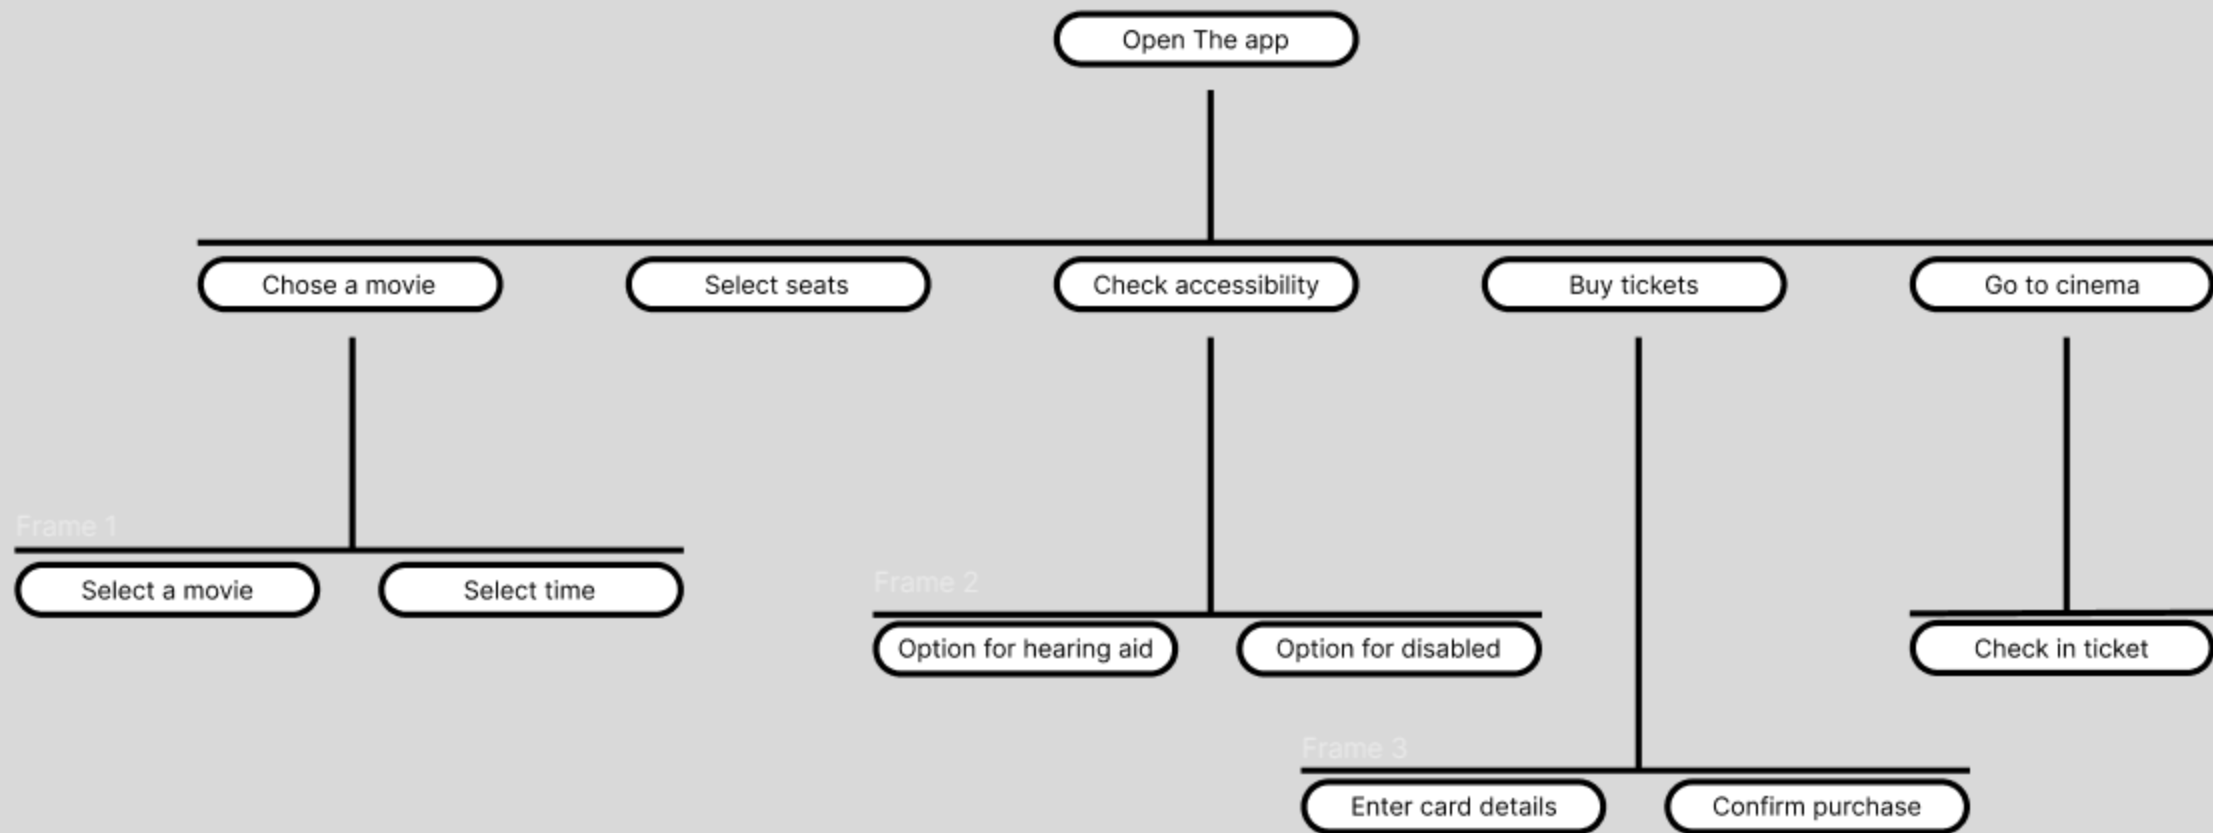 Open The app
Chose a movie
Select seats
Check accessibility
Buy tickets
Go to cinema
Frame 1
Select a movie
Select time
Frame 2
Option for hearing aid
Option for disabled
Check in ticket
Frame 3
Enter card details
Confirm purchase